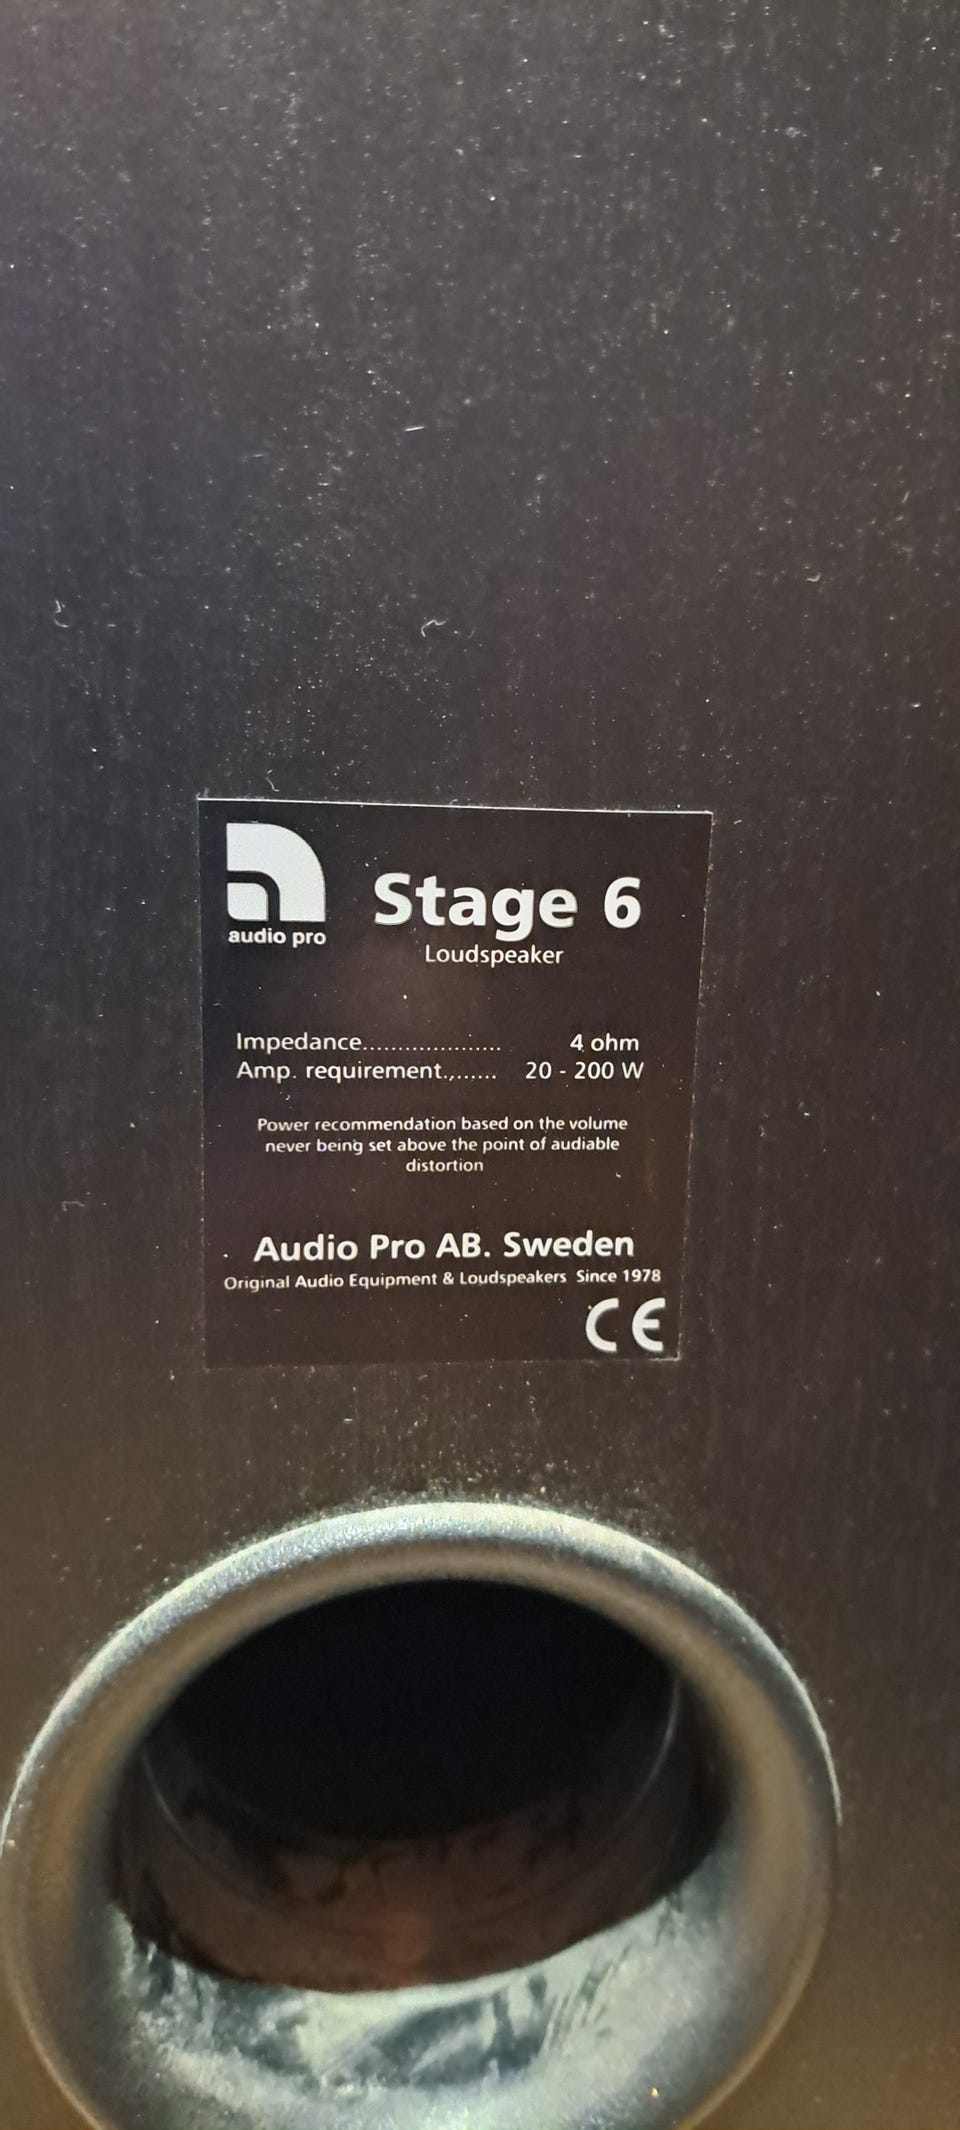 audio pro
Stage 6
Loudspeaker
Impedance.................... 4 ohm
Amp. requirement........ 20 - 200 W
Power recommendation based on the volume
never being set above the point of audiable
distortion
Audio Pro AB. Sweden
Original Audio Equipment & Loudspeakers Since 1978
CE